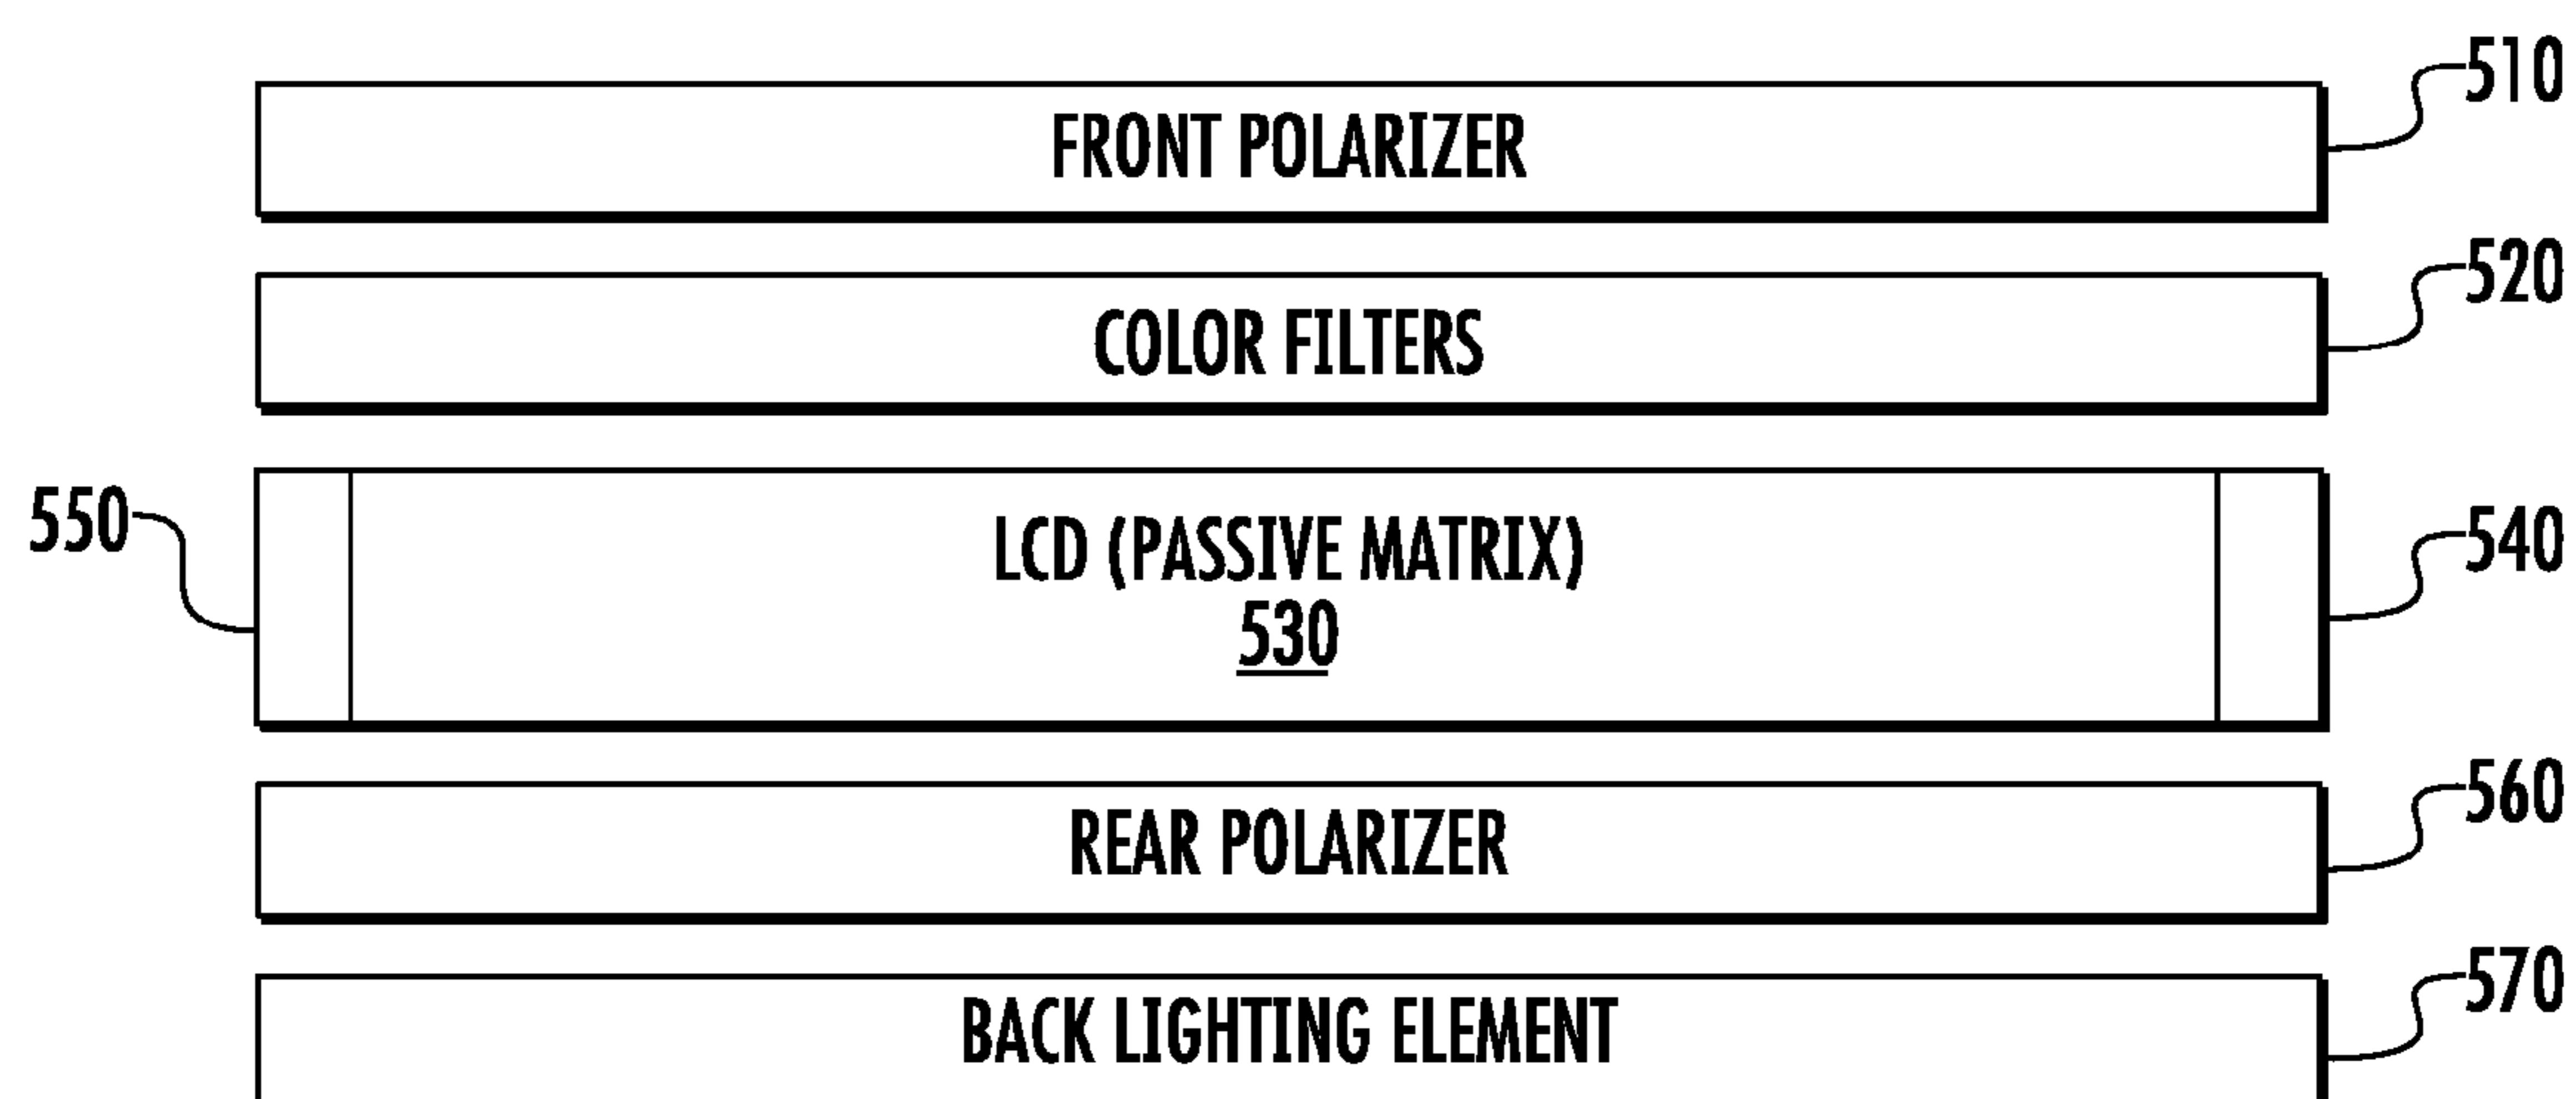 510
FRONT POLARIZER
520
COLOR FILTERS
550
LCD (PASSIVE MATRIX)
530
540
REAR POLARIZER
560
570
BACK LIGHTING ELEMENT